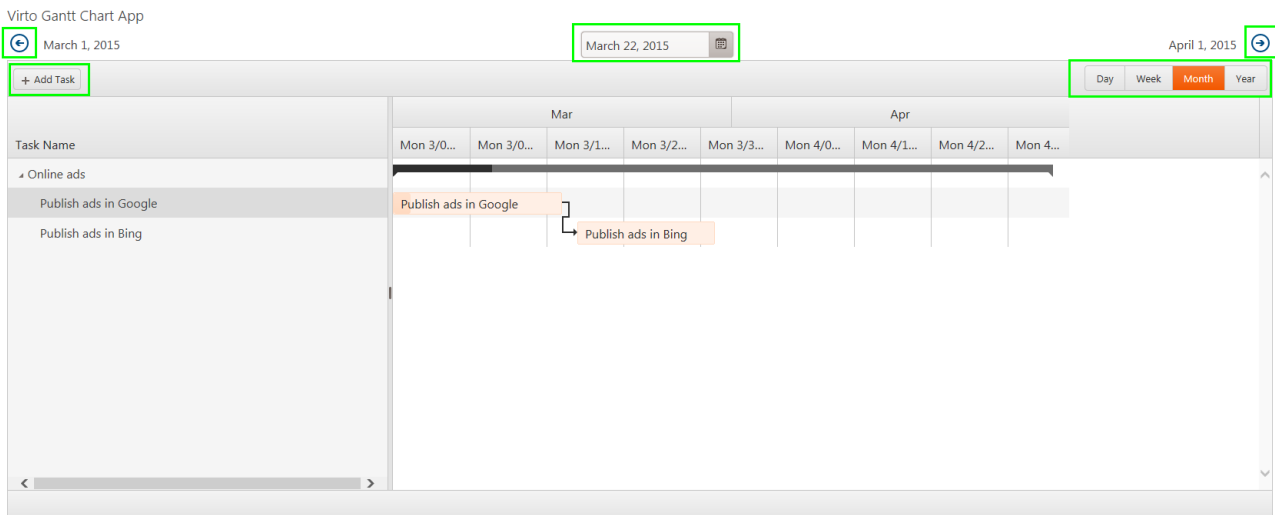 Virto Gantt Chart App
March 1, 2015 March 22, 2015 April 1, 2015
+ Add Task Day Week Month Year
Mar Apr
Task Name Mon 3/0... Mon 3/0... Mon 3/1... Mon 3/2... Mon 3/3... Mon 4/0... Mon 4/1... Mon 4/2... Mon 4...
Online ads
Publish ads in Google Publish ads in Google
Publish ads in Bing Publish ads in Bing